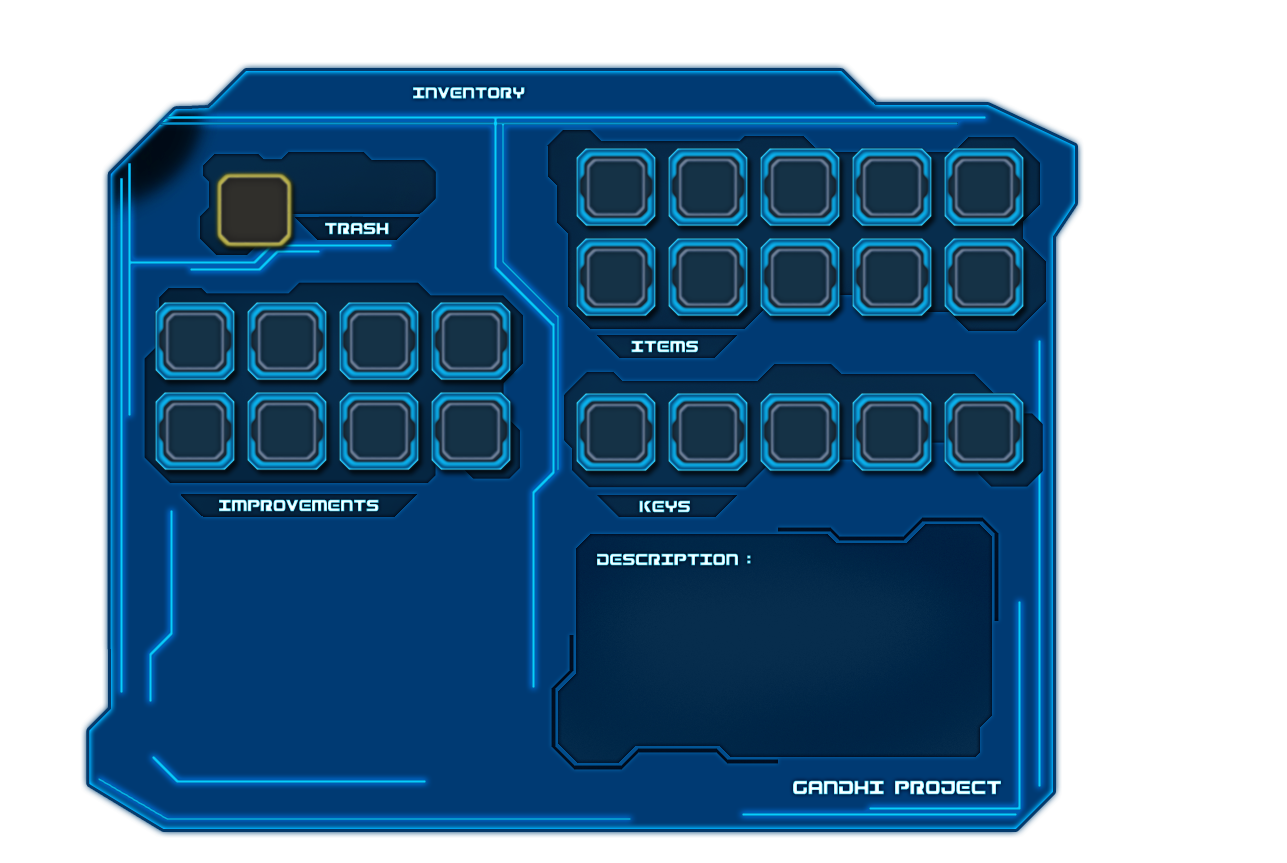 INVENTORY
TRASH
ITEMS
IMPROVEMENTS
KEYS
DESCRIPTION :
GANDHI PROJECT